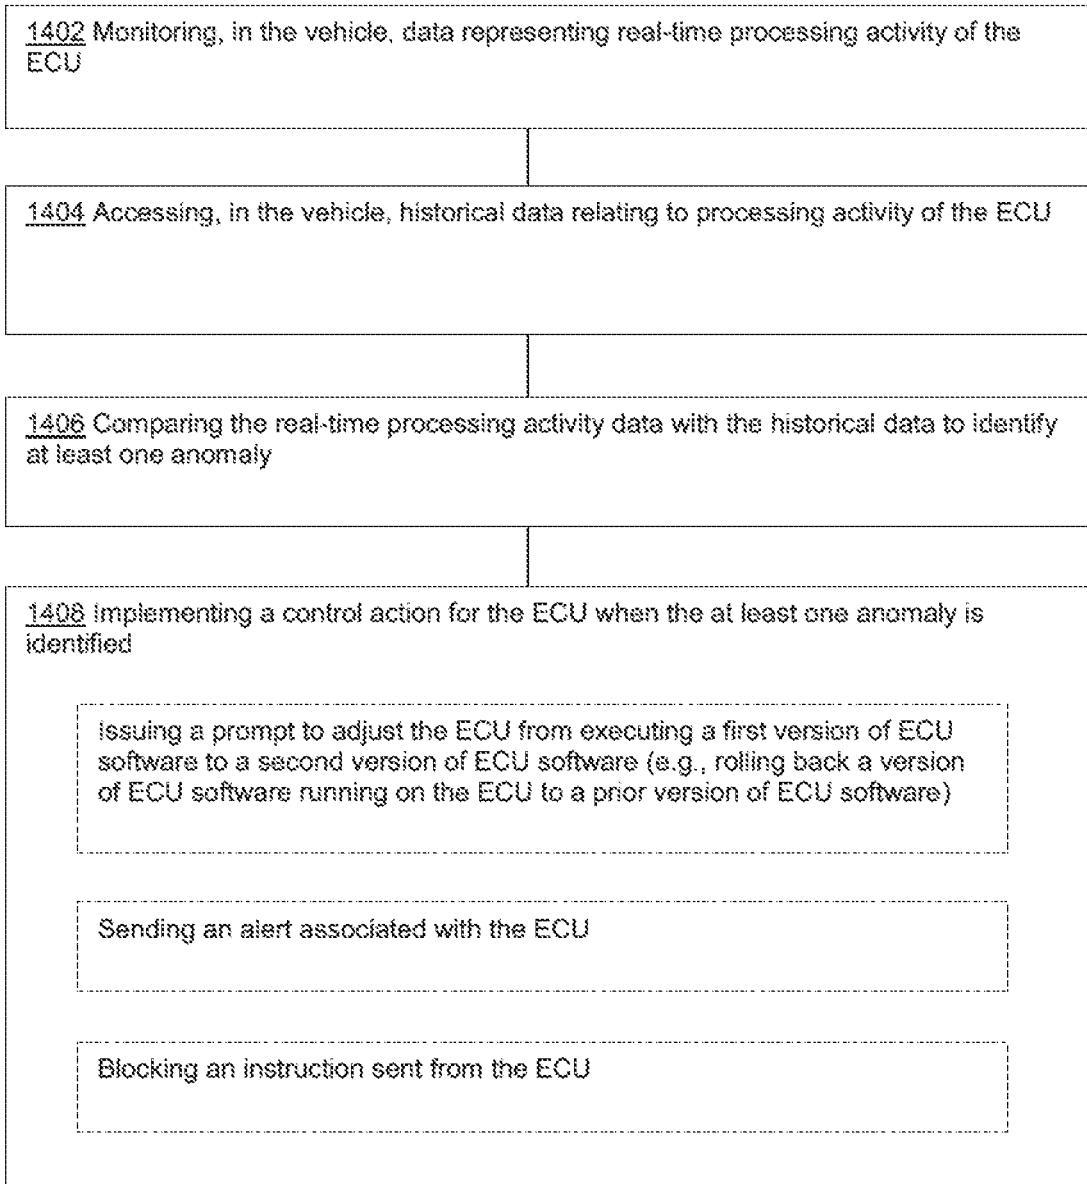 1402 Monitoring, in the vehicle, data representing real-time processing activity of the
ECU
1404 Accessing, in the vehicle, historical data relating to processing activity of the ECU
1406 Comparing the real-time processing activity data with the historical data to identify
at least one anomaly
1408 Implementing a control action for the ECU when the at least one anomaly is
identified
Issuing a prompt to adjust the ECU from executing a first version of ECU
software to a second version of ECU software (e.g., rolling back a version
of ECU software running on the ECU to a prior version of ECU software)
Sending an alert associated with the ECU
Blocking an instruction sent from the ECU